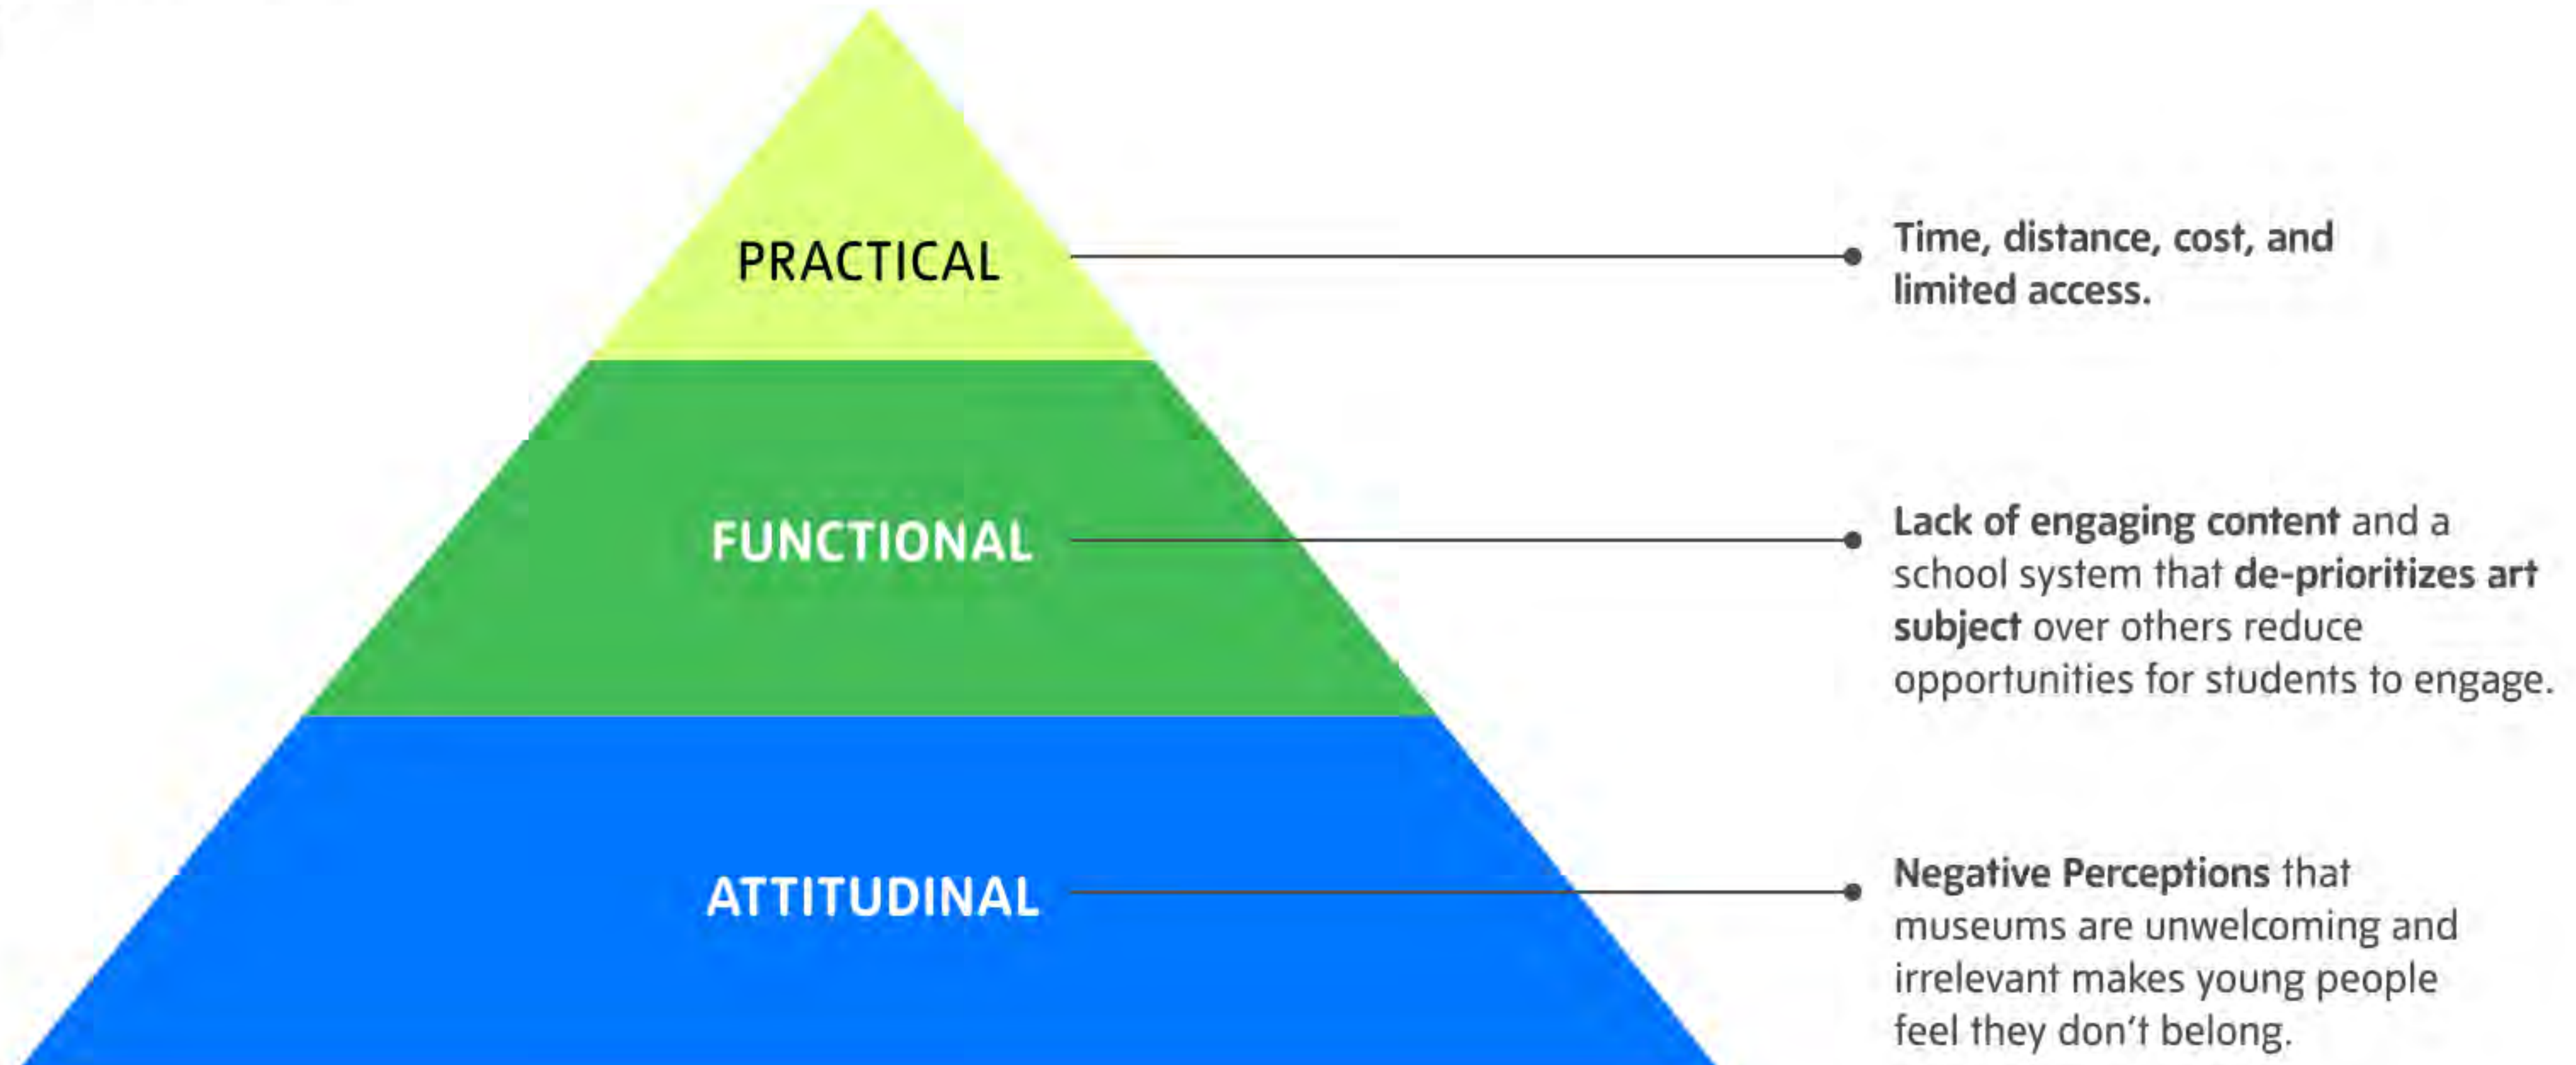 PRACTICAL
Time, distance, cost, and
limited access.
FUNCTIONAL
Lack of engaging content and a
school system that de-prioritizes art
subject over others reduce
opportunities for students to engage.
ATTITUDINAL
Negative Perceptions that
museums are unwelcoming and
irrelevant makes young people
feel they don't belong.